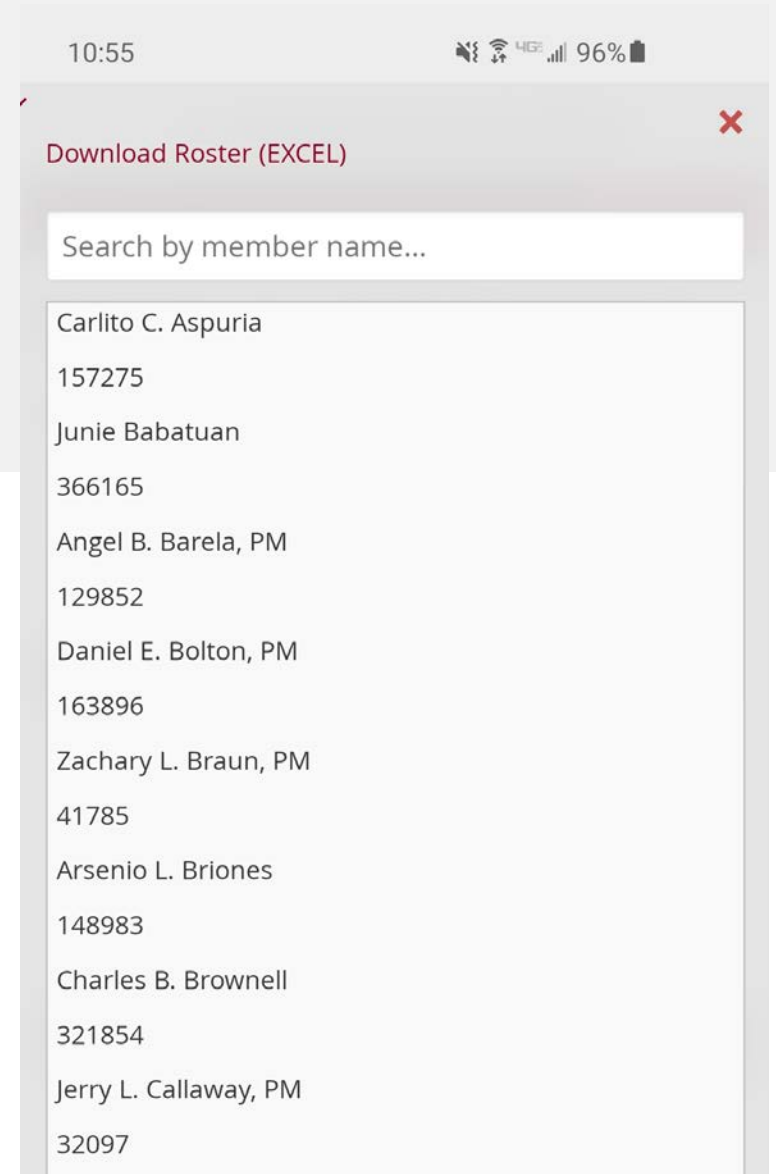 10:55 4GE 96%
Download Roster (EXCEL)
Search by member name...
Carlito C. Aspuria
157275
Junie Babatuan
366165
Angel B. Barela, PM
129852
Daniel E. Bolton, PM
163896
Zachary L. Braun, PM
41785
Arsenio L. Briones
148983
Charles B. Brownell
321854
Jerry L. Callaway, PM
32097